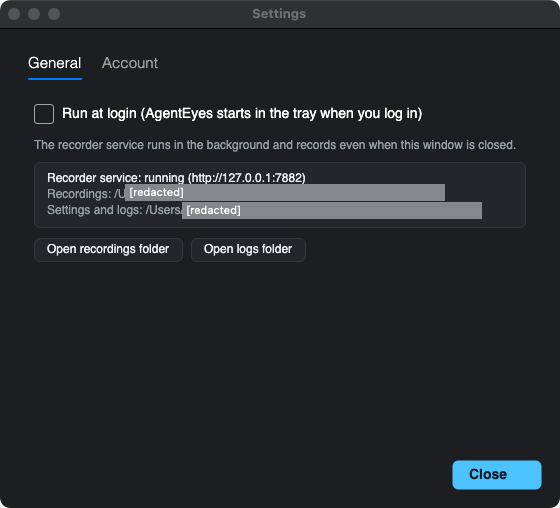 Settings
General Account
Run at login (AgentEyes starts in the tray when you log in)
The recorder service runs in the background and records even when this window is closed.
Recorder service: running (http://127.0.0.1:7882)
Recordings: /U [redacted]
Settings and logs: /Users/ [redacted]
Open recordings folder Open logs folder
Close